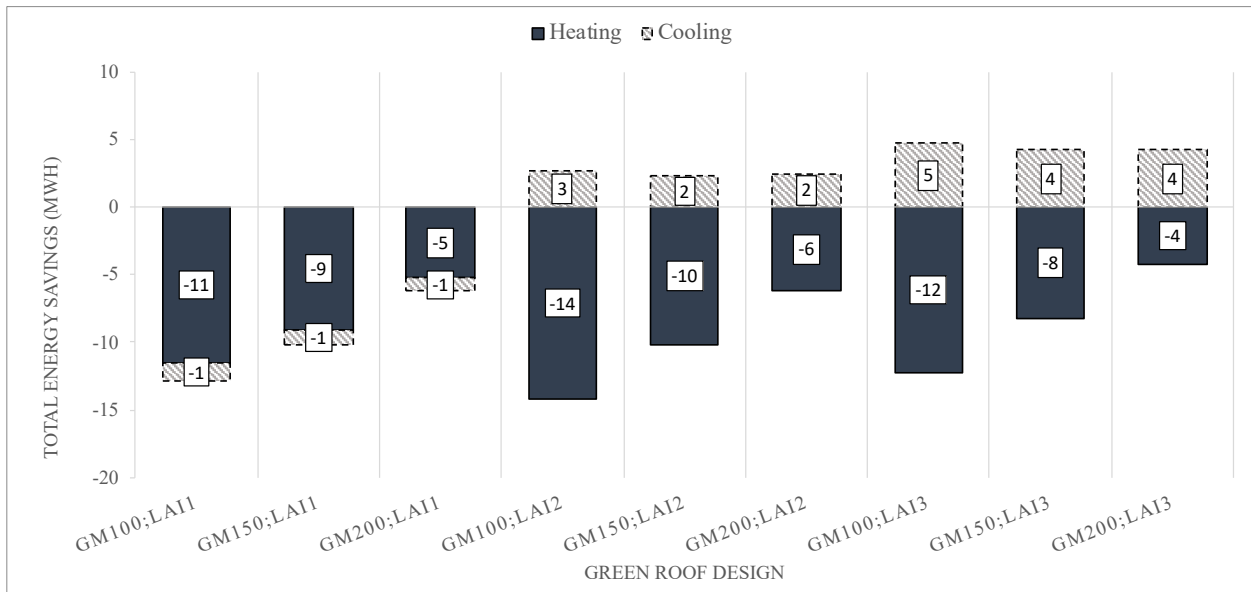 Heating Cooling
10
5
0
-5
-10
-15
-20
TOTAL ENERGY SAVINGS (MWH)
-11 -9 -5 -14 -10 -6 -12 -8 -4
-1 -1 -1 3 2 2 5 4 4
GM100;LAI1
GM150;LAI1
GM200;LAI1
GM100;LAI2
GM150;LAI2
GM200;LAI2
GM100;LAI3
GM150;LAI3
GM200;LAI3
GREEN ROOF DESIGN